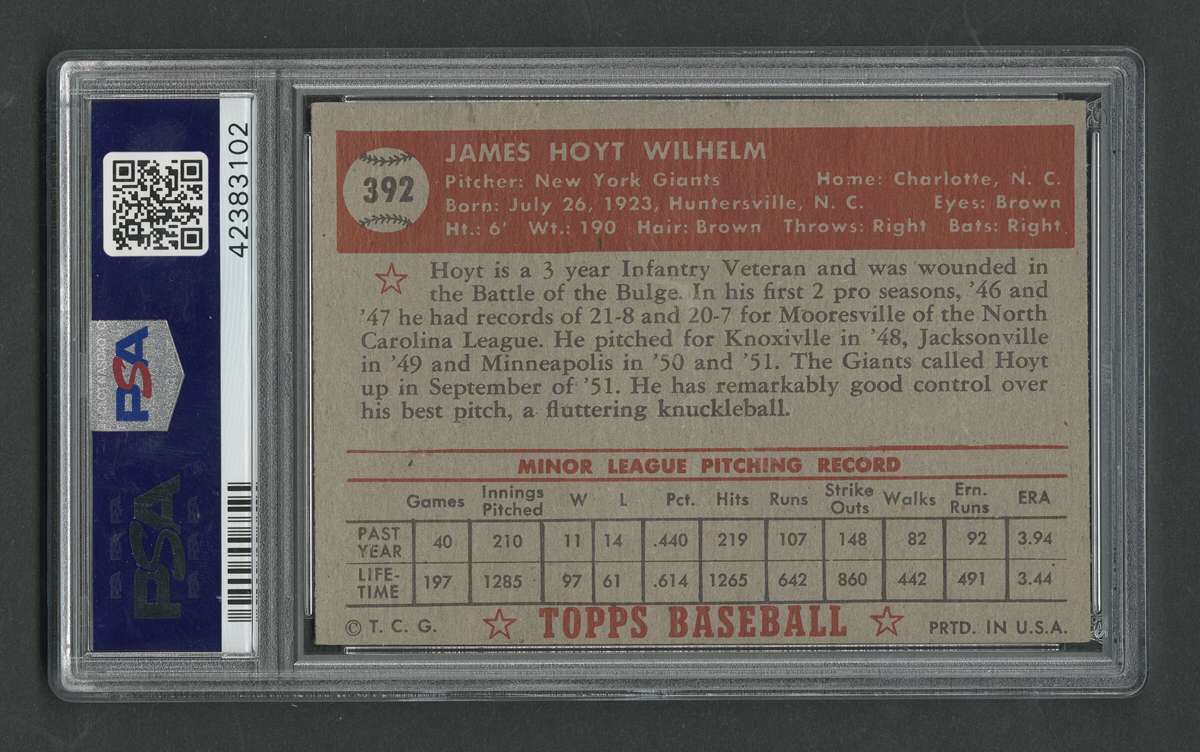 42383102
PSA
PSA
392
JAMES HOYT WILHELM
Pitcher: New York Giants Home: Charlotte, N. C.
Born: July 26, 1923, Huntersville, N. C. Eyes: Brown
Ht.: 6' Wt.: 190 Hair: Brown Throws: Right Bats: Right
Hoyt is a 3 year Infantry Veteran and was wounded in
the Battle of the Bulge. In his first 2 pro seasons, '46 and
'47 he had records of 21-8 and 20-7 for Mooresville of the North
Carolina League. He pitched for Knoxivlle in '48, Jacksonville
in '49 and Minneapolis in '50 and '51. The Giants called Hoyt
up in September of '51. He has remarkably good control over
his best pitch, a fluttering knuckleball.
MINOR LEAGUE PITCHING RECORD
Games Innings Pitched W L Pct. Hits Runs Strike Outs Walks Ern. Runs ERA
PAST YEAR 40 210 11 14 .440 219 107 148 82 92 3.94
LIFE-TIME 197 1285 97 61 .614 1265 642 860 442 491 3.44
© T. C. G. TOPPS BASEBALL PRTD. IN U.S.A.